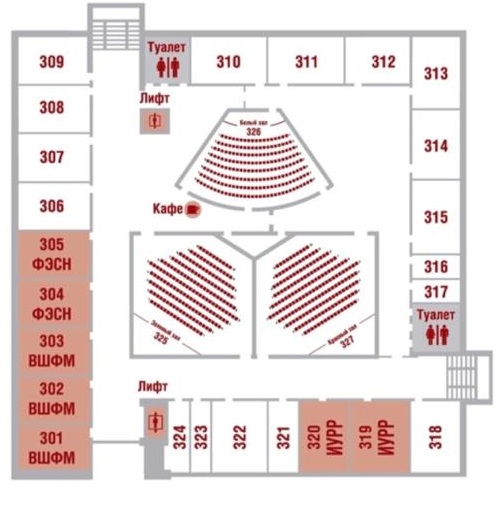 309
308
307
306
305
ФЭСН
304
ФЭСН
303
ВШФМ
302
ВШФМ
301
ВШФМ
Туалет
310
311
312
313
314
315
316
317
Туалет
Лифт
Белый зал
326
Кафе
Зеленый зал
325
Красный зал
327
Лифт
324
323
322
321
320
ИУРР
319
ИУРР
318